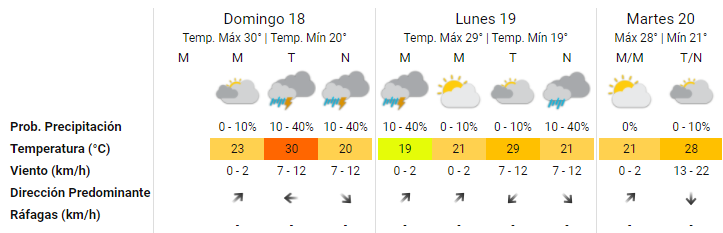 Domingo 18 Lunes 19 Martes 20
Temp. Máx 30° | Temp. Mín 20° Temp. Máx 29° | Temp. Mín 19° Máx 28° | Mín 21°
M M T N M M T N M/M T/N
Prob. Precipitación 0 - 10% 10 - 40% 10 - 40% 10 - 40% 0 - 10% 0 - 10% 10 - 40% 0% 0 - 10%
Temperatura (°C) 23 30 20 19 21 29 21 21 28
Viento (km/h) 0 - 2 7 - 12 7 - 12 0 - 2 0 - 2 7 - 12 7 - 12 0 - 2 13 - 22
Dirección Predominante
Ráfagas (km/h) - - - - - - - - -